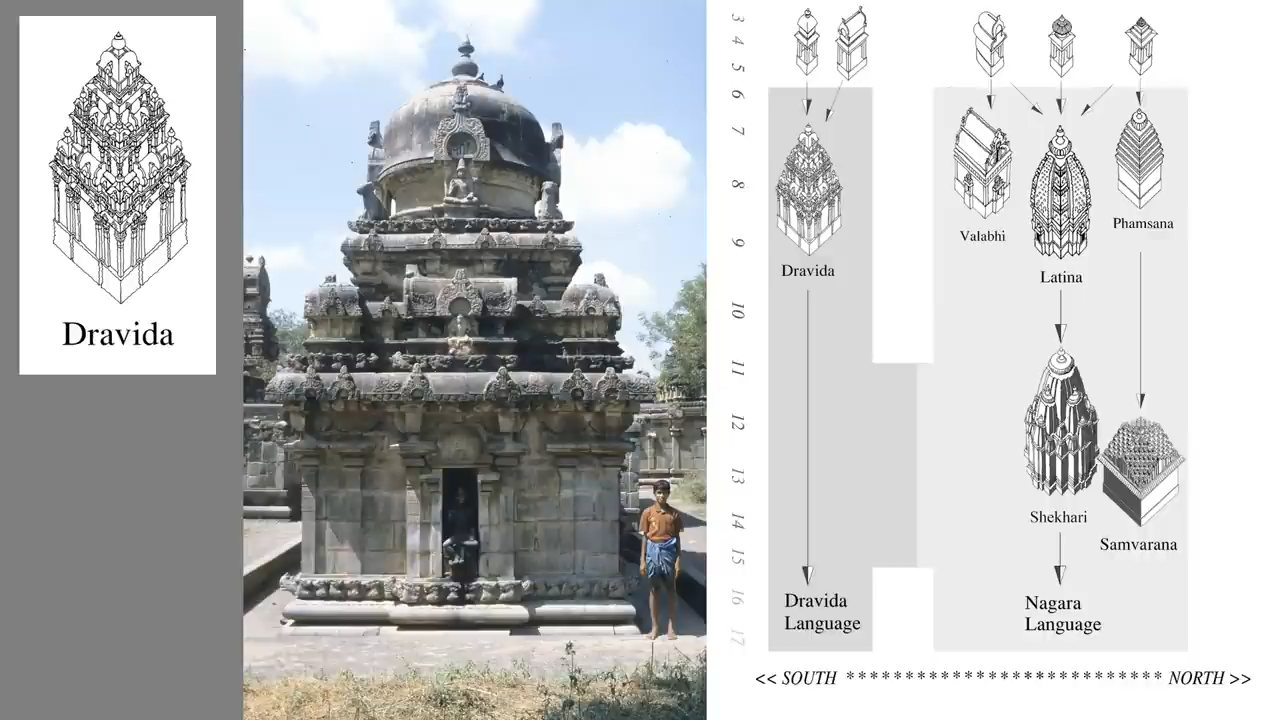 Dravida
3
4
5
6
7
8
9
10
11
12
13
14
15
16
17
Valabhi
Phamsana
Dravida
Latina
Shekhari
Samvarana
Dravida
Language
Nagara
Language
<< SOUTH *************************** NORTH >>